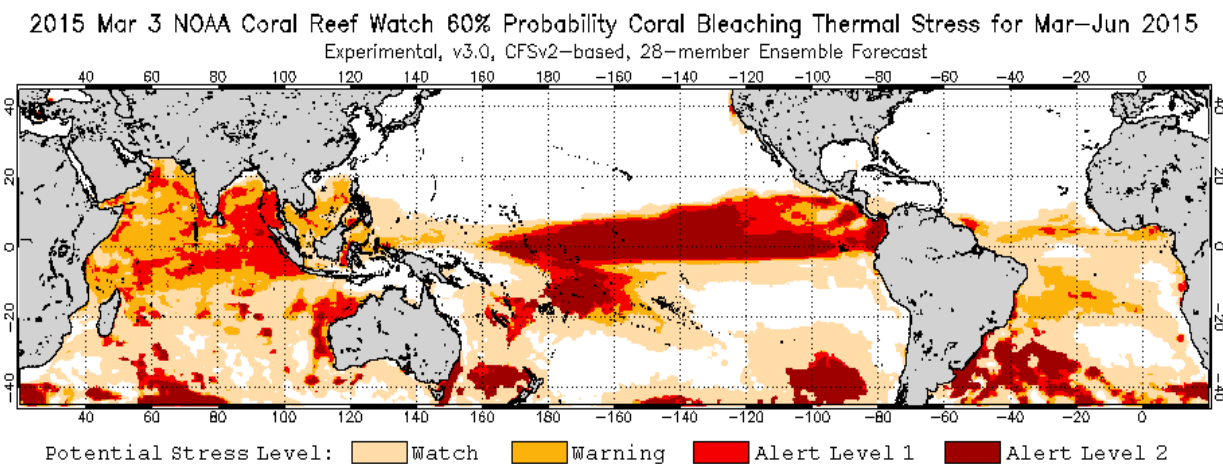 2015 Mar 3 NOAA Coral Reef Watch 60% Probability Coral Bleaching Thermal Stress for Mar-Jun 2015
Experimental, v3.0, CFSv2-based, 28-member Ensemble Forecast
40 60 80 100 120 140 160 180 -160 -140 -120 -100 -80 -60 -40 -20 0
40 40
20 20
0 0
-20 -20
-40 -40
40 60 80 100 120 140 160 180 -160 -140 -120 -100 -80 -60 -40 -20 0
Potential Stress Level: Watch Warning Alert Level 1 Alert Level 2